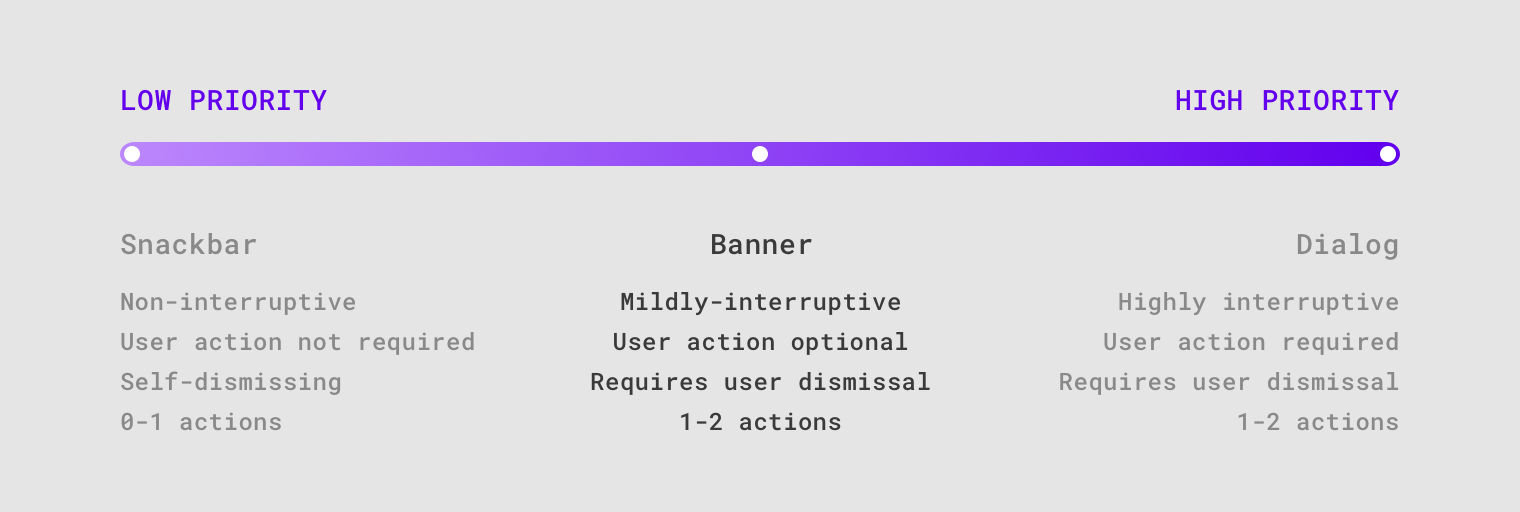 LOW PRIORITY
HIGH PRIORITY
Snackbar
Non-interruptive
User action not required
Self-dismissing
0-1 actions
Banner
Mildly-interruptive
User action optional
Requires user dismissal
1-2 actions
Dialog
Highly interruptive
User action required
Requires user dismissal
1-2 actions